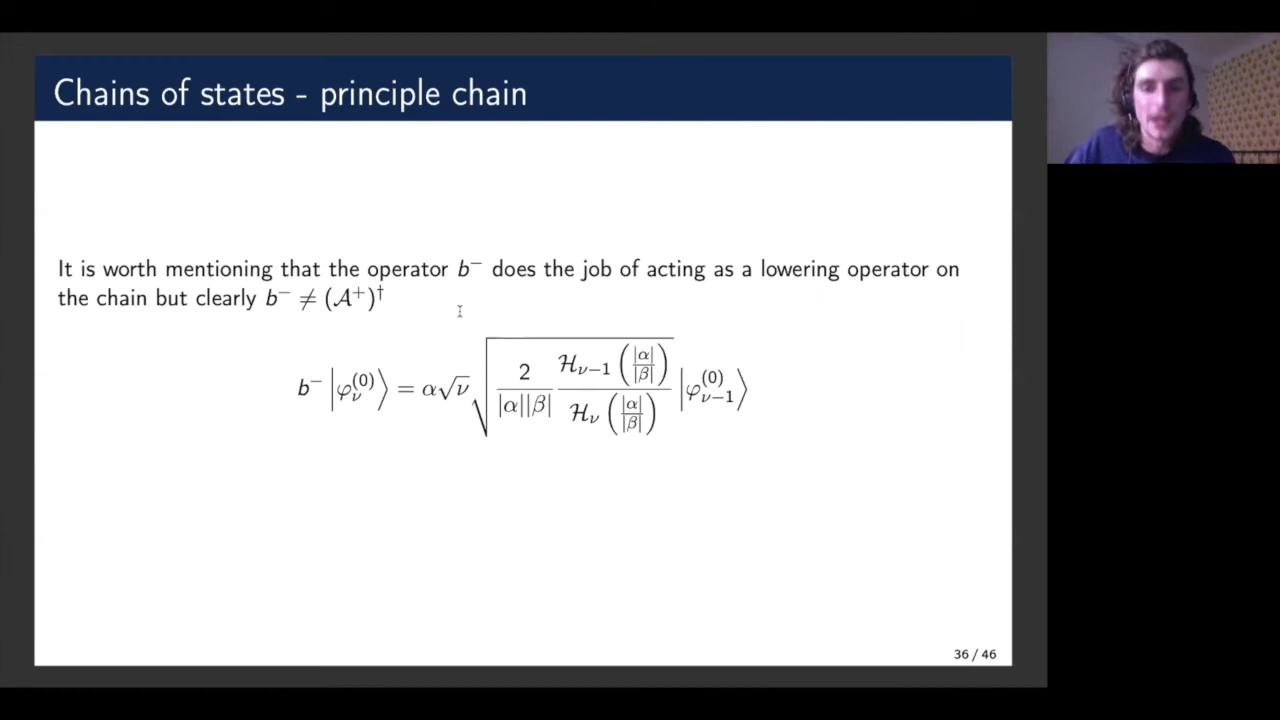 Chains of states - principle chain
It is worth mentioning that the operator b⁻ does the job of acting as a lowering operator on
the chain but clearly b⁻ ≠ (𝒜⁺)†
b⁻ |φ_ν^{(0)}⟩ = α√ν √( 2/(|α||β|) · ℋ_{ν−1}(|α|/|β|) / ℋ_ν(|α|/|β|) ) |φ_{ν−1}^{(0)}⟩
36 / 46